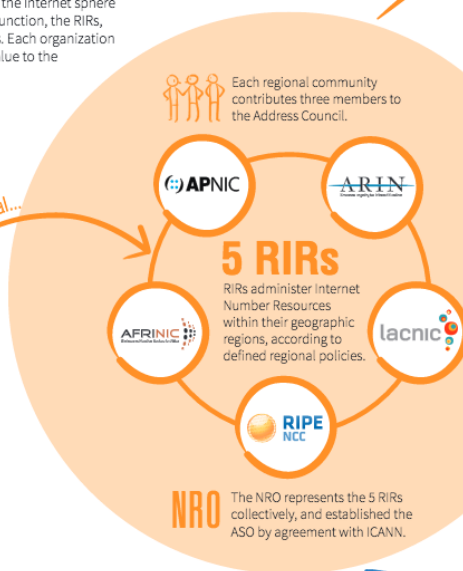 the Internet sphere
unction, the RIRs,
s. Each organization
lue to the
Each regional community
contributes three members to
the Address Council.
al...
APNIC
ARIN
5 RIRs
RIRs administer Internet
Number Resources
within their geographic
regions, according to
defined regional policies.
AFRINIC
lacnic
RIPE
NCC
NRO
The NRO represents the 5 RIRs
collectively, and established the
ASO by agreement with ICANN.